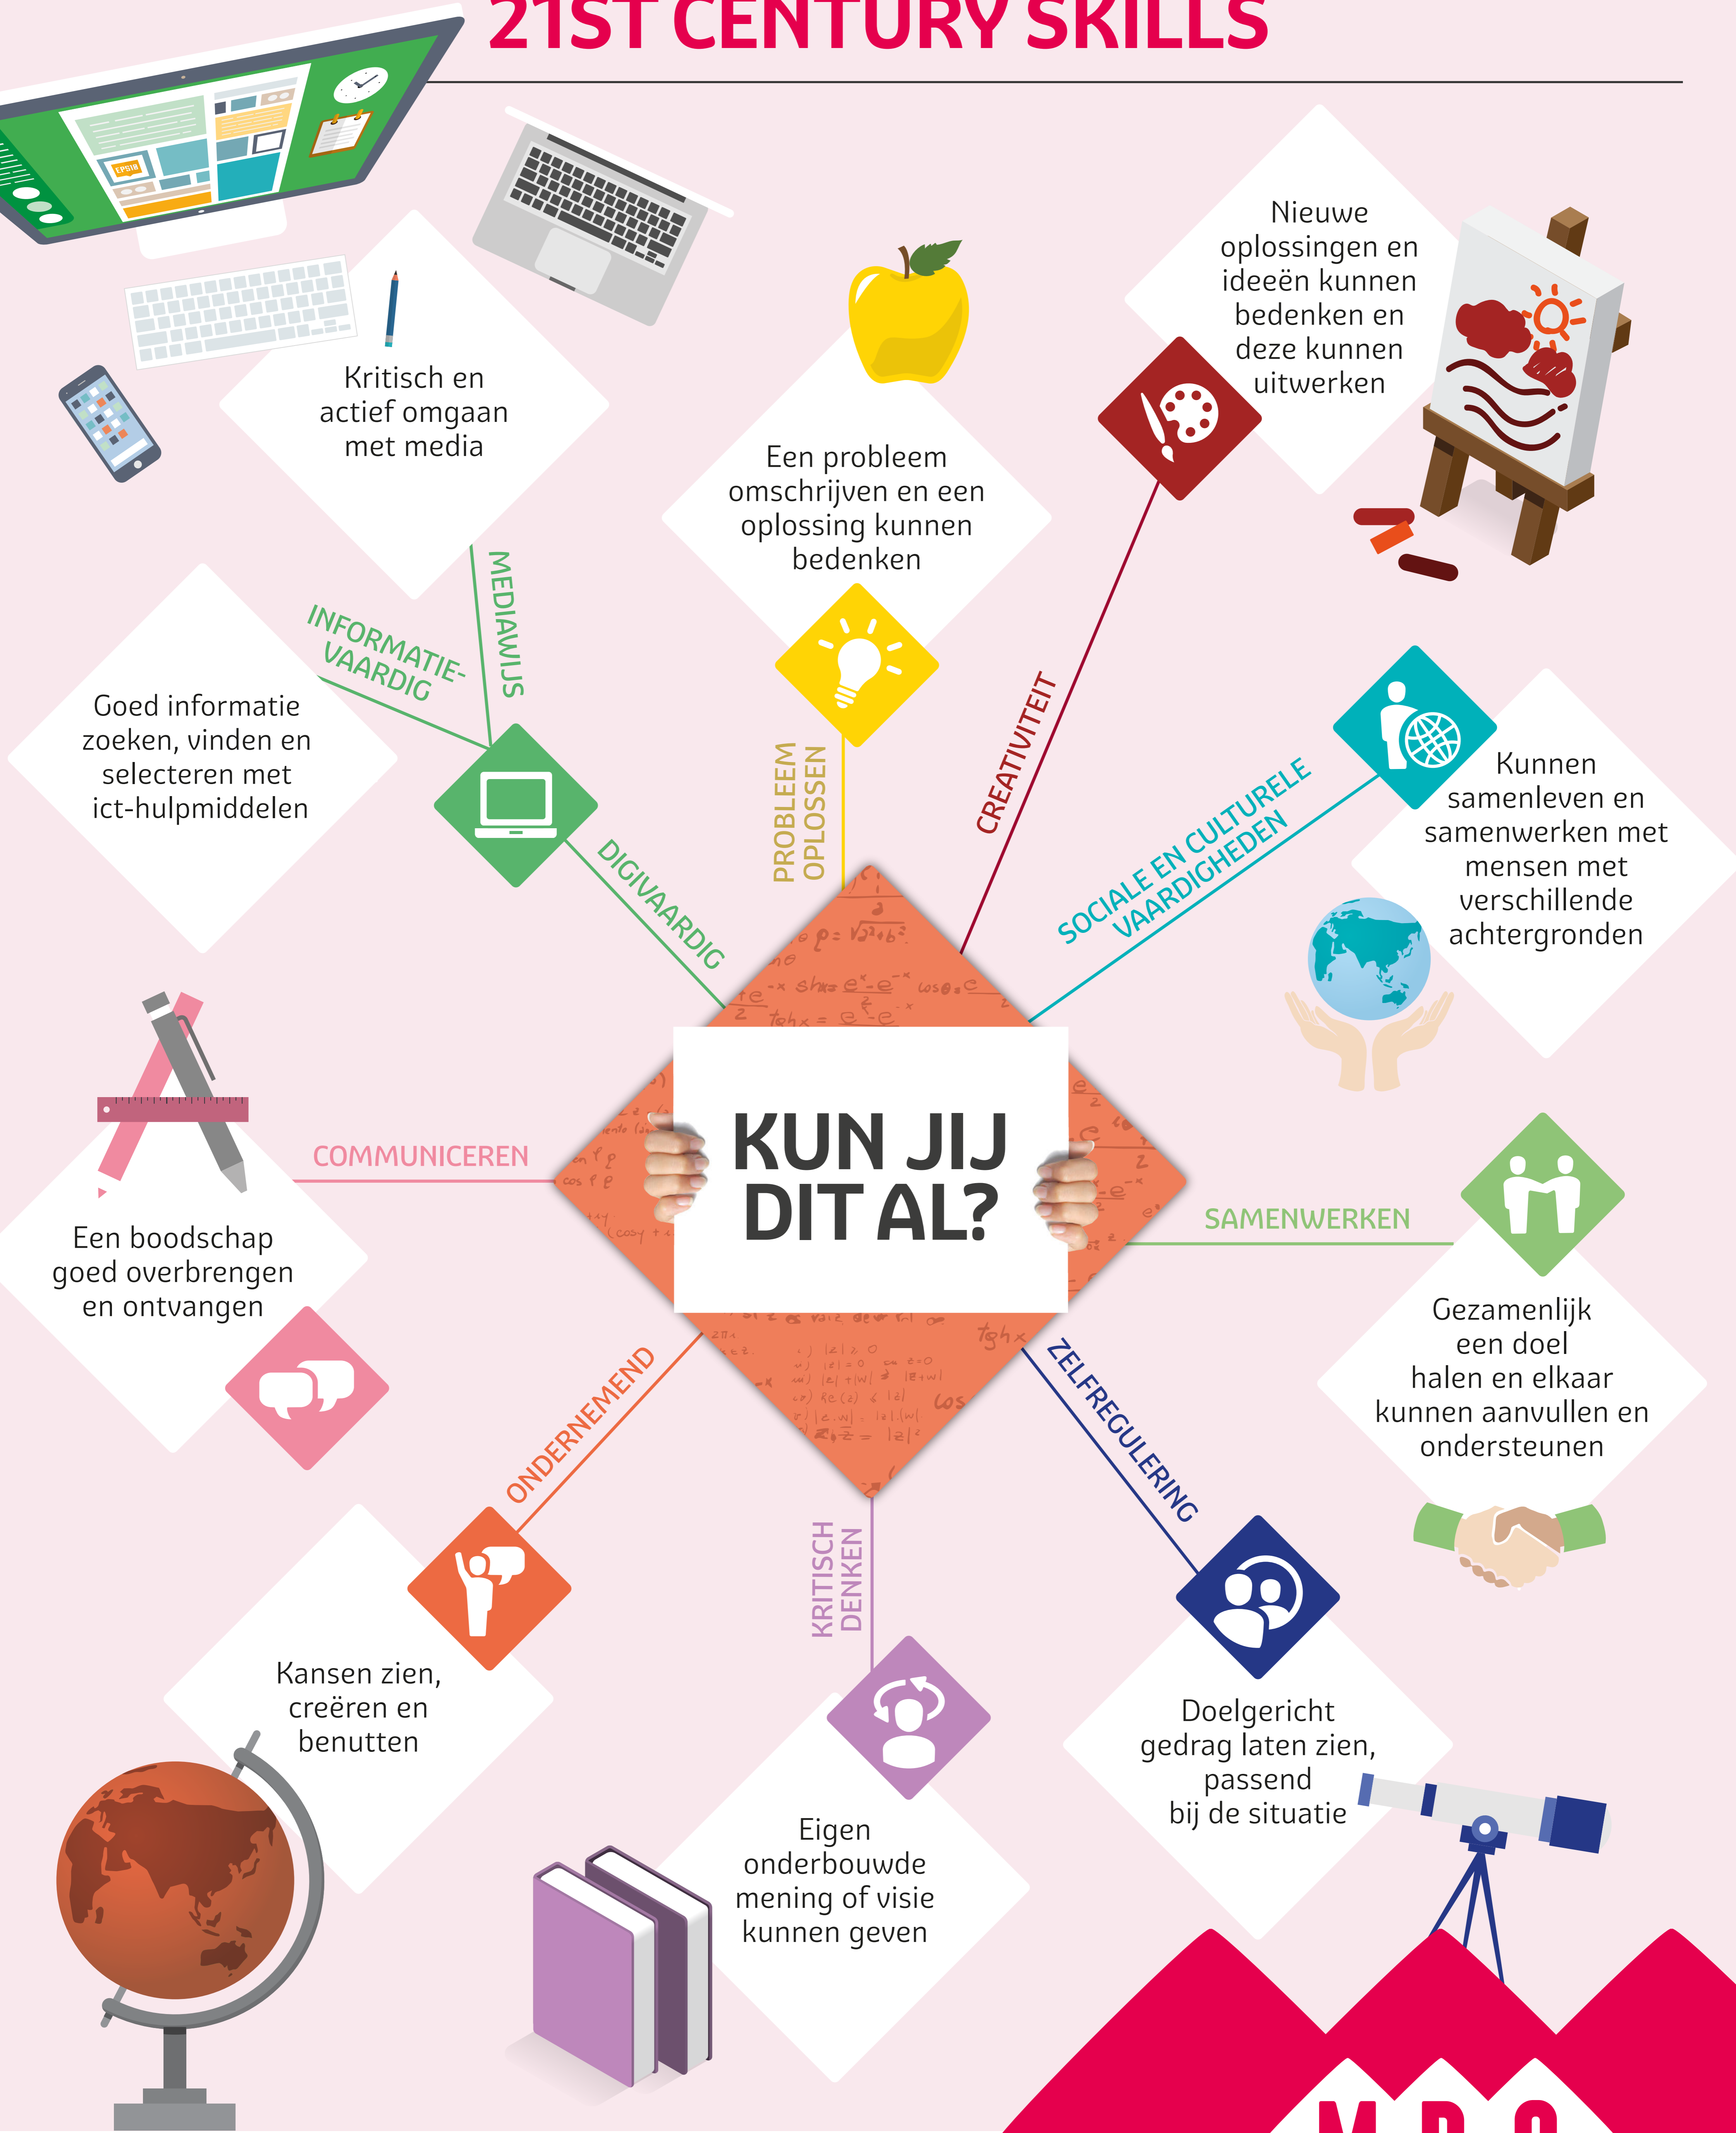 21ST CENTURY SKILLS
EPS10
Kritisch en
actief omgaan
met media
Nieuwe
oplossingen en
ideeën kunnen
bedenken en
deze kunnen
uitwerken
Een probleem
omschrijven en een
oplossing kunnen
bedenken
MEDIAWIJS
INFORMATIE-
VAARDIG
Goed informatie
zoeken, vinden en
selecteren met
ict-hulpmiddelen
DIGIVAARDIG
PROBLEEM
OPLOSSEN
CREATIVITEIT
SOCIALE EN CULTURELE
VAARDIGHEDEN
Kunnen
samenleven en
samenwerken met
mensen met
verschillende
achtergronden
KUN JIJ
DIT AL?
COMMUNICEREN
Een boodschap
goed overbrengen
en ontvangen
SAMENWERKEN
Gezamenlijk
een doel
halen en elkaar
kunnen aanvullen en
ondersteunen
ONDERNEMEND
Kansen zien,
creëren en
benutten
KRITISCH
DENKEN
Eigen
onderbouwde
mening of visie
kunnen geven
ZELFREGULERING
Doelgericht
gedrag laten zien,
passend
bij de situatie